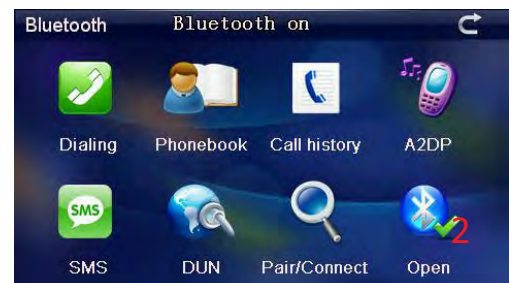 Bluetooth Bluetooth on
Dialing Phonebook Call history A2DP
SMS
2
SMS DUN Pair/Connect Open